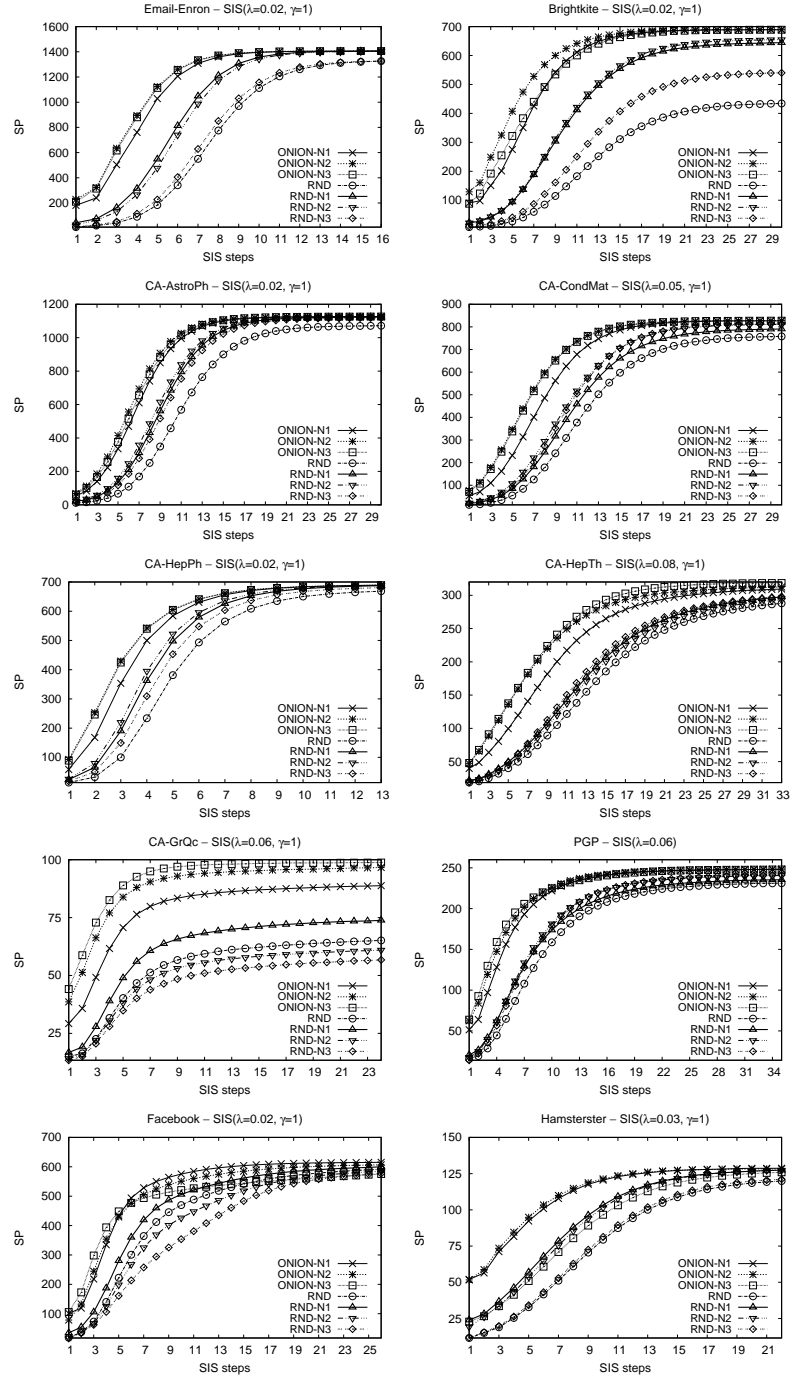 Email-Enron – SIS(λ=0.02, γ=1)
SP
1600
1400
1200
1000
800
600
400
200
ONION-N1
ONION-N2
ONION-N3
RND
RND-N1
RND-N2
RND-N3
1 2 3 4 5 6 7 8 9 10 11 12 13 14 15 16
SIS steps
Brightkite – SIS(λ=0.02, γ=1)
SP
700
600
500
400
300
200
100
ONION-N1
ONION-N2
ONION-N3
RND
RND-N1
RND-N2
RND-N3
1 3 5 7 9 11 13 15 17 20 23 26 29
SIS steps
CA-AstroPh – SIS(λ=0.02, γ=1)
SP
1200
1000
800
600
400
200
0
ONION-N1
ONION-N2
ONION-N3
RND
RND-N1
RND-N2
RND-N3
1 3 5 7 9 11 13 15 17 20 23 26 29
SIS steps
CA-CondMat – SIS(λ=0.05, γ=1)
SP
900
800
700
600
500
400
300
200
100
ONION-N1
ONION-N2
ONION-N3
RND
RND-N1
RND-N2
RND-N3
1 3 5 7 9 11 13 15 17 19 21 23 25 27 29
SIS steps
CA-HepPh – SIS(λ=0.02, γ=1)
SP
700
600
500
400
300
200
100
ONION-N1
ONION-N2
ONION-N3
RND
RND-N1
RND-N2
RND-N3
1 2 3 4 5 6 7 8 9 10 11 12 13
SIS steps
CA-HepTh – SIS(λ=0.08, γ=1)
SP
300
250
200
150
100
50
ONION-N1
ONION-N2
ONION-N3
RND
RND-N1
RND-N2
RND-N3
1 3 5 7 9 11 13 15 17 19 21 23 25 27 29 31 33
SIS steps
CA-GrQc – SIS(λ=0.06, γ=1)
SP
100
75
50
25
ONION-N1
ONION-N2
ONION-N3
RND
RND-N1
RND-N2
RND-N3
1 3 5 7 9 11 13 15 17 20 23
SIS steps
PGP – SIS(λ=0.06)
SP
250
200
150
100
50
ONION-N1
ONION-N2
ONION-N3
RND
RND-N1
RND-N2
RND-N3
1 4 7 10 13 16 19 22 25 28 31 34
SIS steps
Facebook – SIS(λ=0.02, γ=1)
SP
700
600
500
400
300
200
100
ONION-N1
ONION-N2
ONION-N3
RND
RND-N1
RND-N2
RND-N3
1 3 5 7 9 11 13 15 17 19 21 23 25
SIS steps
Hamsterster – SIS(λ=0.03, γ=1)
SP
150
125
100
75
50
25
ONION-N1
ONION-N2
ONION-N3
RND
RND-N1
RND-N2
RND-N3
1 3 5 7 9 11 13 15 17 19 21
SIS steps